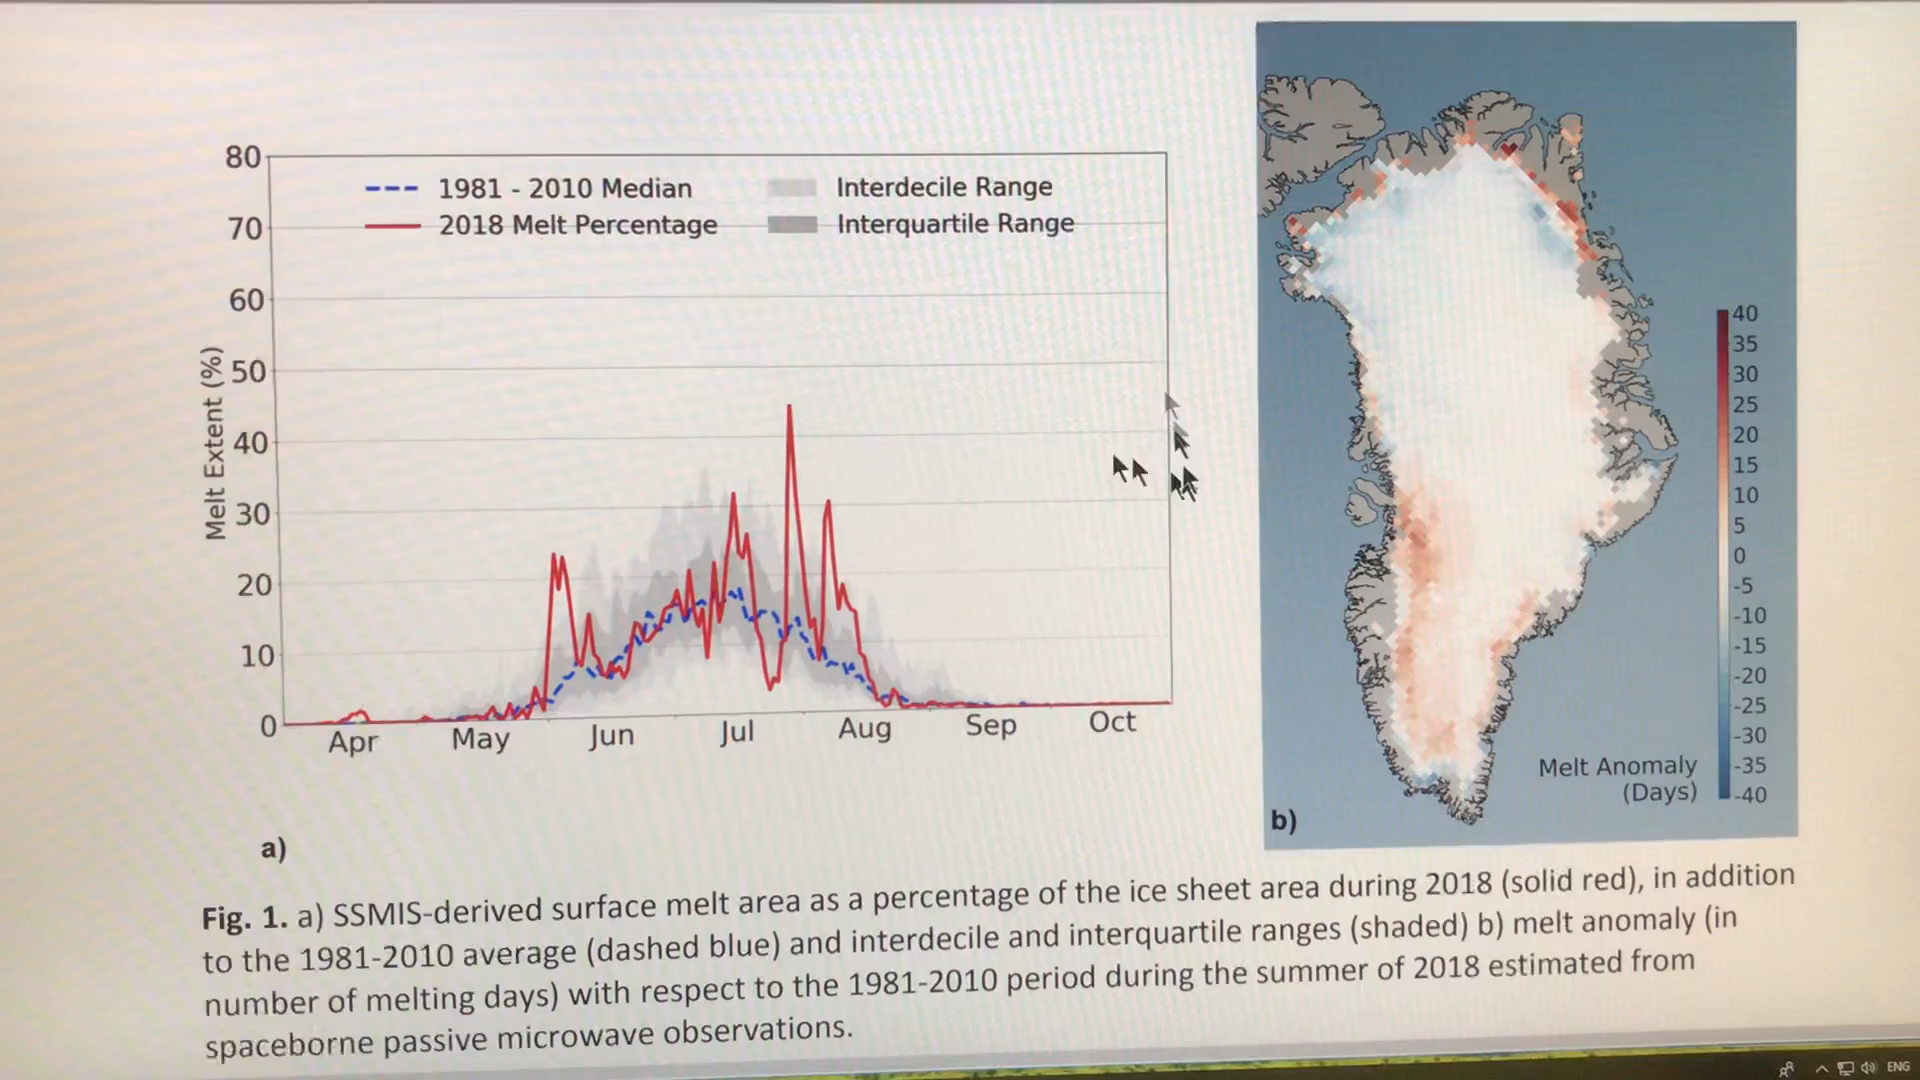 80
70
60
50
40
30
20
10
0
Melt Extent (%)
1981 - 2010 Median
2018 Melt Percentage
Interdecile Range
Interquartile Range
Apr May Jun Jul Aug Sep Oct
a)
40
35
30
25
20
15
10
5
0
-5
-10
-15
-20
-25
-30
-35
-40
Melt Anomaly
(Days)
b)
Fig. 1. a) SSMIS-derived surface melt area as a percentage of the ice sheet area during 2018 (solid red), in addition
to the 1981-2010 average (dashed blue) and interdecile and interquartile ranges (shaded) b) melt anomaly (in
number of melting days) with respect to the 1981-2010 period during the summer of 2018 estimated from
spaceborne passive microwave observations.
ENG